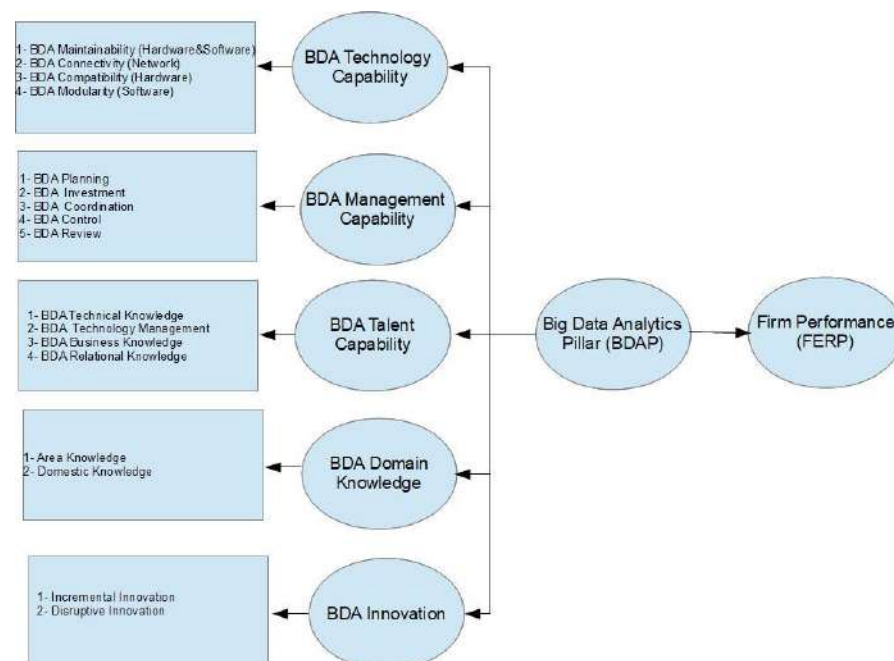 1- BDA Maintainability (Hardware&Software)
2- BDA Connectivity (Network)
3- BDA Compatibility (Hardware)
4- BDA Modularity (Software)
BDA Technology
Capability
1- BDA Planning
2- BDA Investment
3- BDA Coordination
4- BDA Control
5- BDA Review
BDA Management
Capability
1- BDA Technical Knowledge
2- BDA Technology Management
3- BDA Business Knowledge
4- BDA Relational Knowledge
BDA Talent
Capability
Big Data Analytics
Pillar (BDAP)
Firm Performance
(FERP)
1- Area Knowledge
2- Domestic Knowledge
BDA Domain
Knowledge
1- Incremental Innovation
2- Disruptive Innovation
BDA Innovation